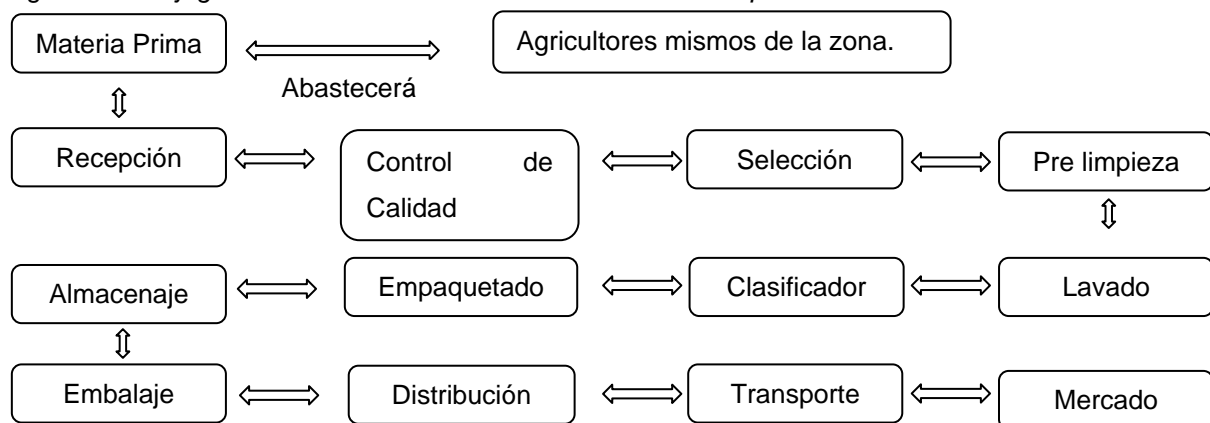 Materia Prima
Agricultores mismos de la zona.
Abastecerá
Recepción
Control de
Calidad
Selección
Pre limpieza
Almacenaje
Empaquetado
Clasificador
Lavado
Embalaje
Distribución
Transporte
Mercado